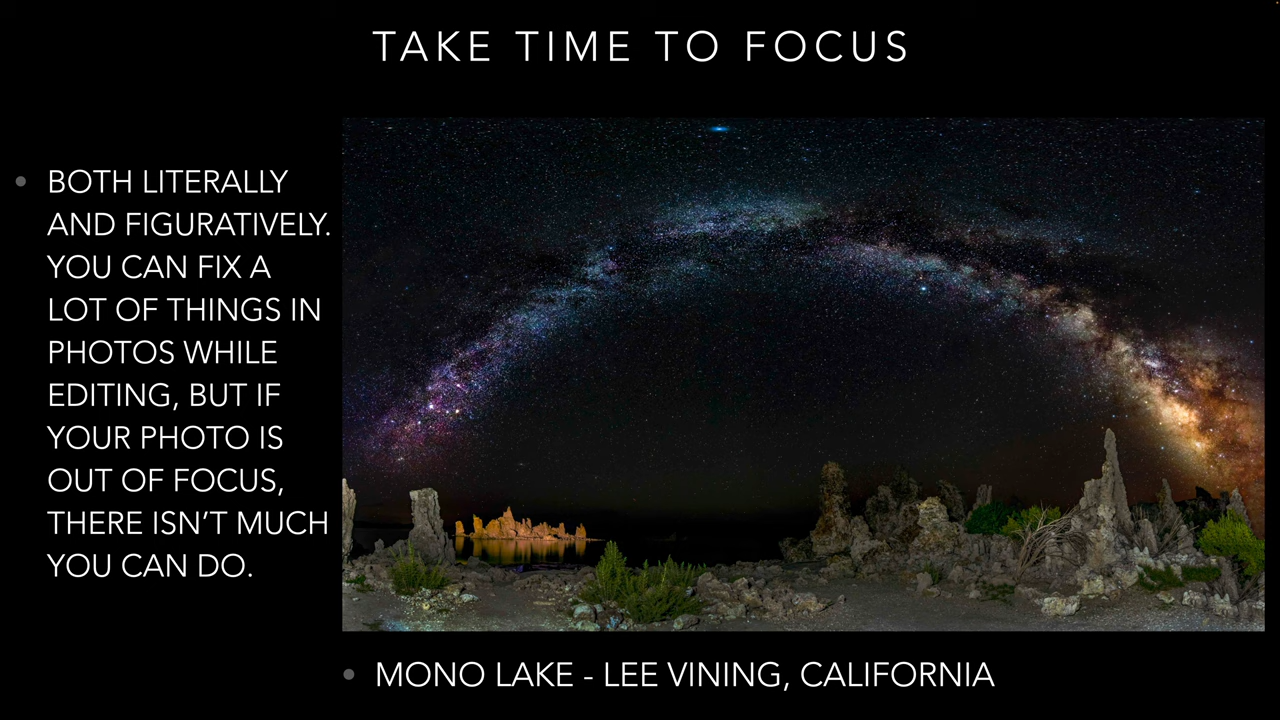 TAKE TIME TO FOCUS
• BOTH LITERALLY
AND FIGURATIVELY.
YOU CAN FIX A
LOT OF THINGS IN
PHOTOS WHILE
EDITING, BUT IF
YOUR PHOTO IS
OUT OF FOCUS,
THERE ISN’T MUCH
YOU CAN DO.
• MONO LAKE - LEE VINING, CALIFORNIA